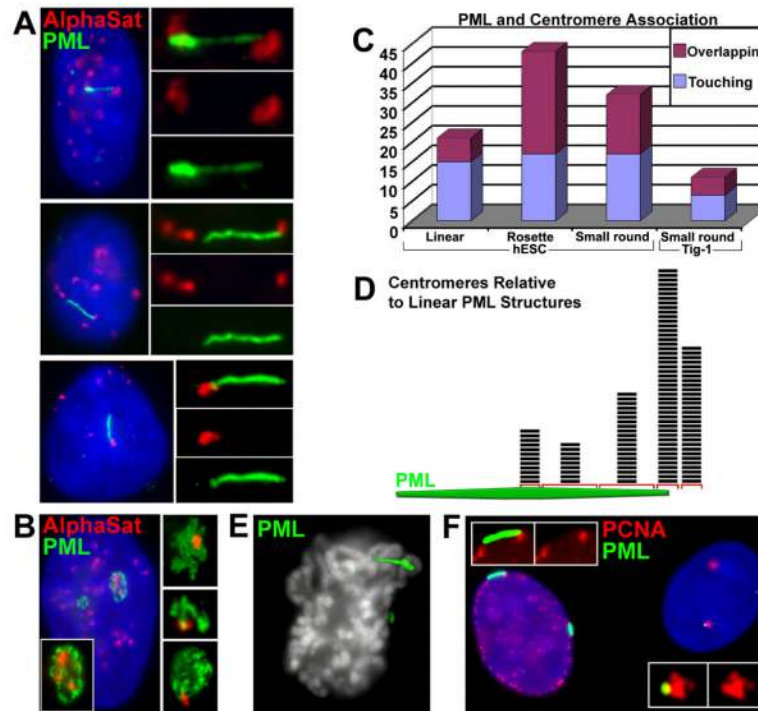 A
AlphaSat
PML
C
PML and Centromere Association
Overlappin
Touching
45
40
35
30
25
20
15
10
5
0
Linear
Rosette
Small round
Small round
hESC
Tig-1
D
Centromeres Relative
to Linear PML Structures
PML
B
AlphaSat
PML
E
PML
F
PCNA
PML